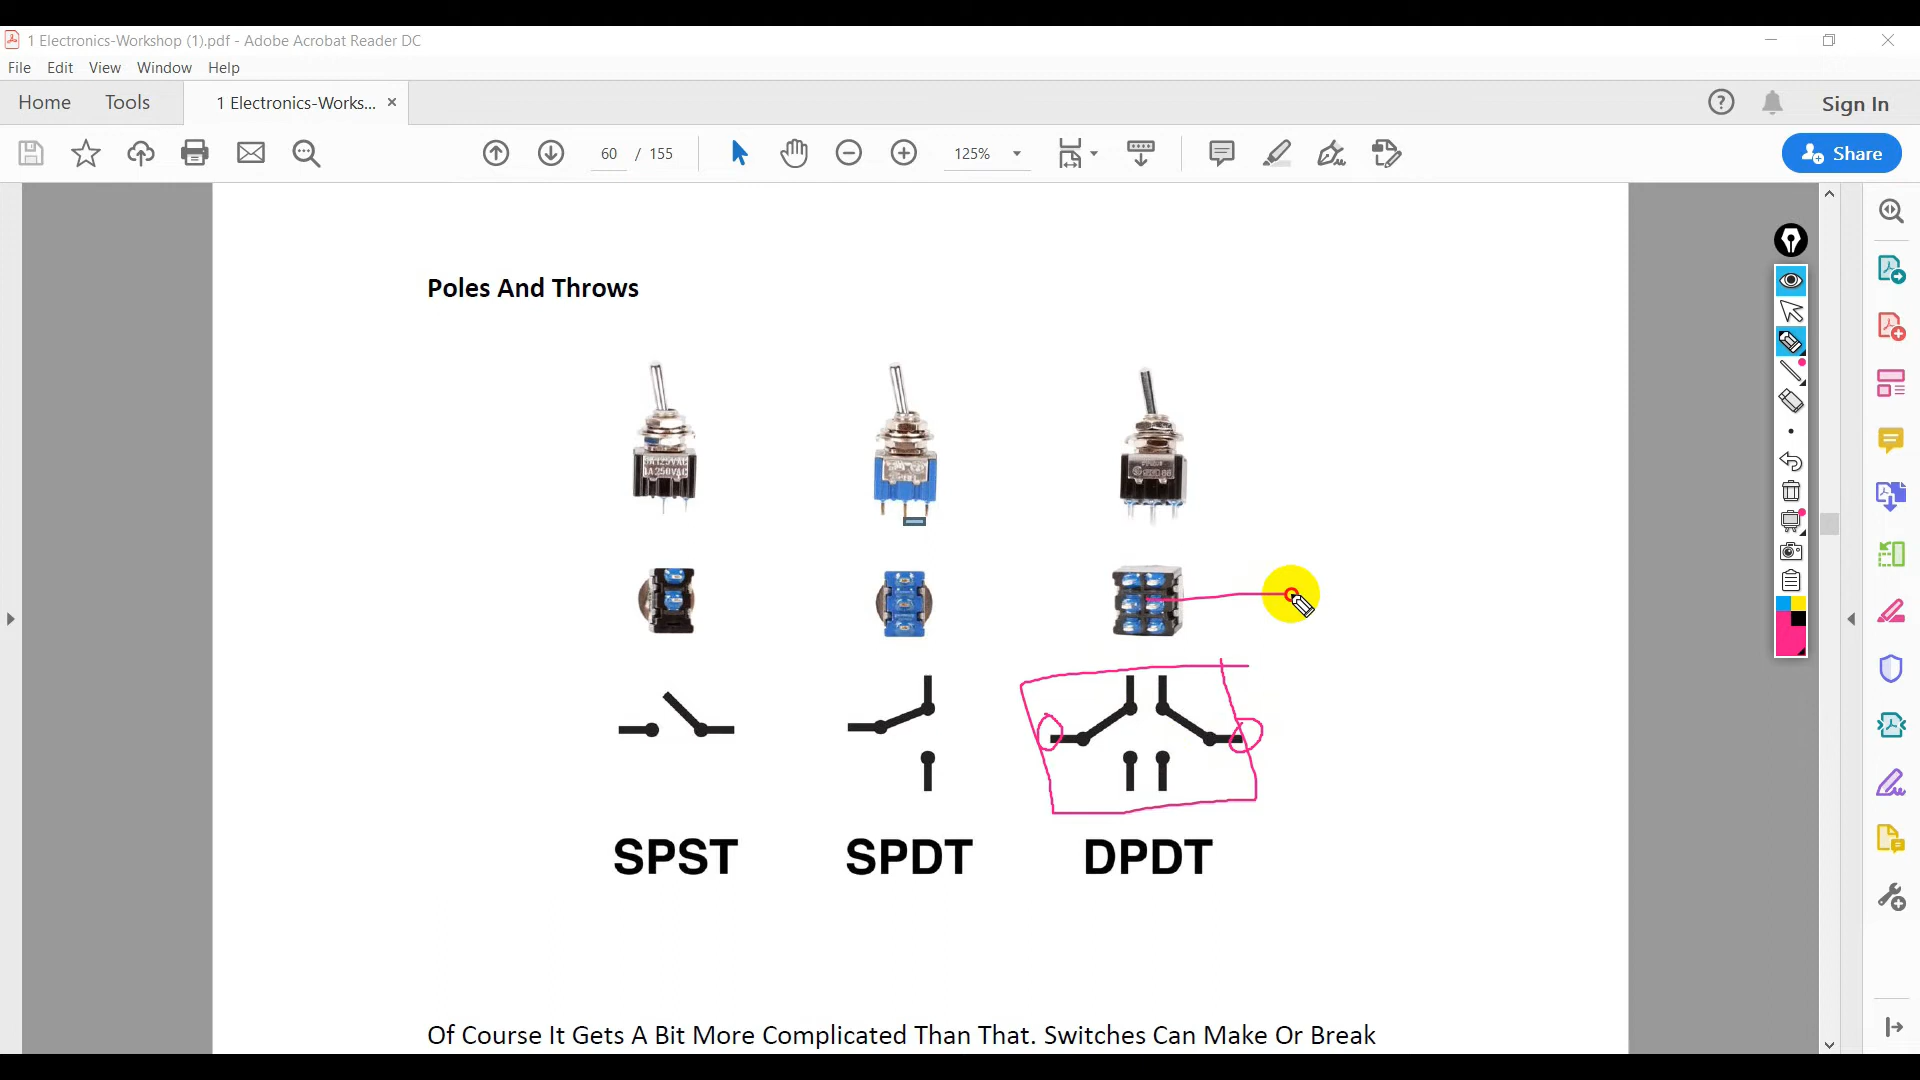 1 Electronics-Workshop (1).pdf - Adobe Acrobat Reader DC
File Edit View Window Help
Home Tools 1 Electronics-Works... × Sign In
60 / 155 125% Share
Poles And Throws
1A 250VAC
SPST SPDT DPDT
Of Course It Gets A Bit More Complicated Than That. Switches Can Make Or Break